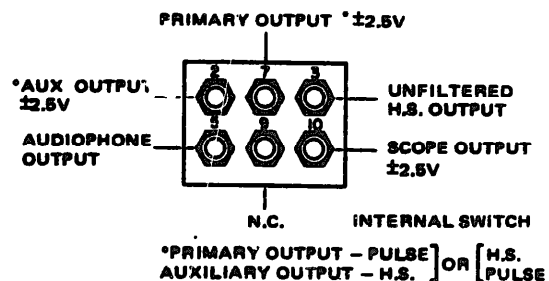 PRIMARY OUTPUT *±2.5V
2 7 3
*AUX OUTPUT
±2.5V
UNFILTERED
H.S. OUTPUT
5 9 10
AUDIOPHONE
OUTPUT
SCOPE OUTPUT
±2.5V
N.C.
INTERNAL SWITCH
*PRIMARY OUTPUT – PULSE ] OR [ H.S.
AUXILIARY OUTPUT – H.S. ] OR [ PULSE